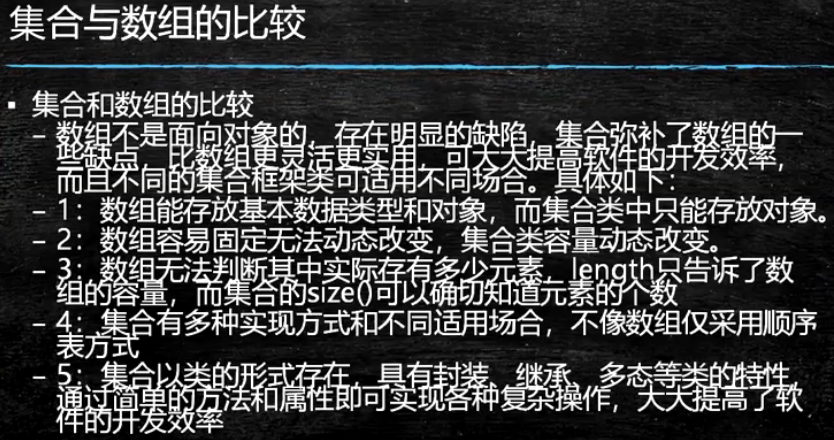 集合与数组的比较
▪ 集合和数组的比较
– 数组不是面向对象的，存在明显的缺陷，集合弥补了数组的一
些缺点，比数组更灵活更实用，可大大提高软件的开发效率，
而且不同的集合框架类可适用不同场合。具体如下：
– 1：数组能存放基本数据类型和对象，而集合类中只能存放对象。
– 2：数组容易固定无法动态改变，集合类容量动态改变。
– 3：数组无法判断其中实际存有多少元素，length只告诉了数
组的容量，而集合的size()可以确切知道元素的个数
– 4：集合有多种实现方式和不同适用场合，不像数组仅采用顺序
表方式
– 5：集合以类的形式存在，具有封装、继承、多态等类的特性，
通过简单的方法和属性即可实现各种复杂操作，大大提高了软
件的开发效率